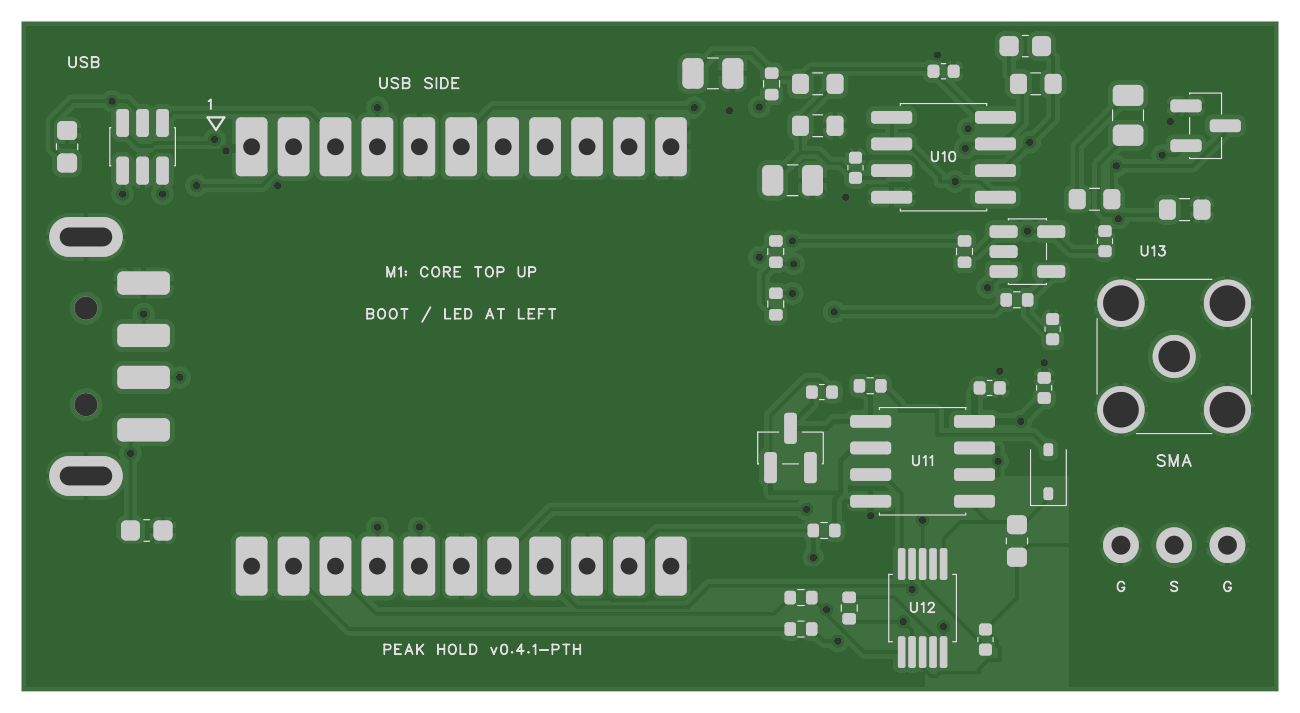 USB
USB SIDE
1
U10
U13
M1: CORE TOP UP
BOOT / LED AT LEFT
U11
SMA
G S G
U12
PEAK HOLD v0.4.1-PTH